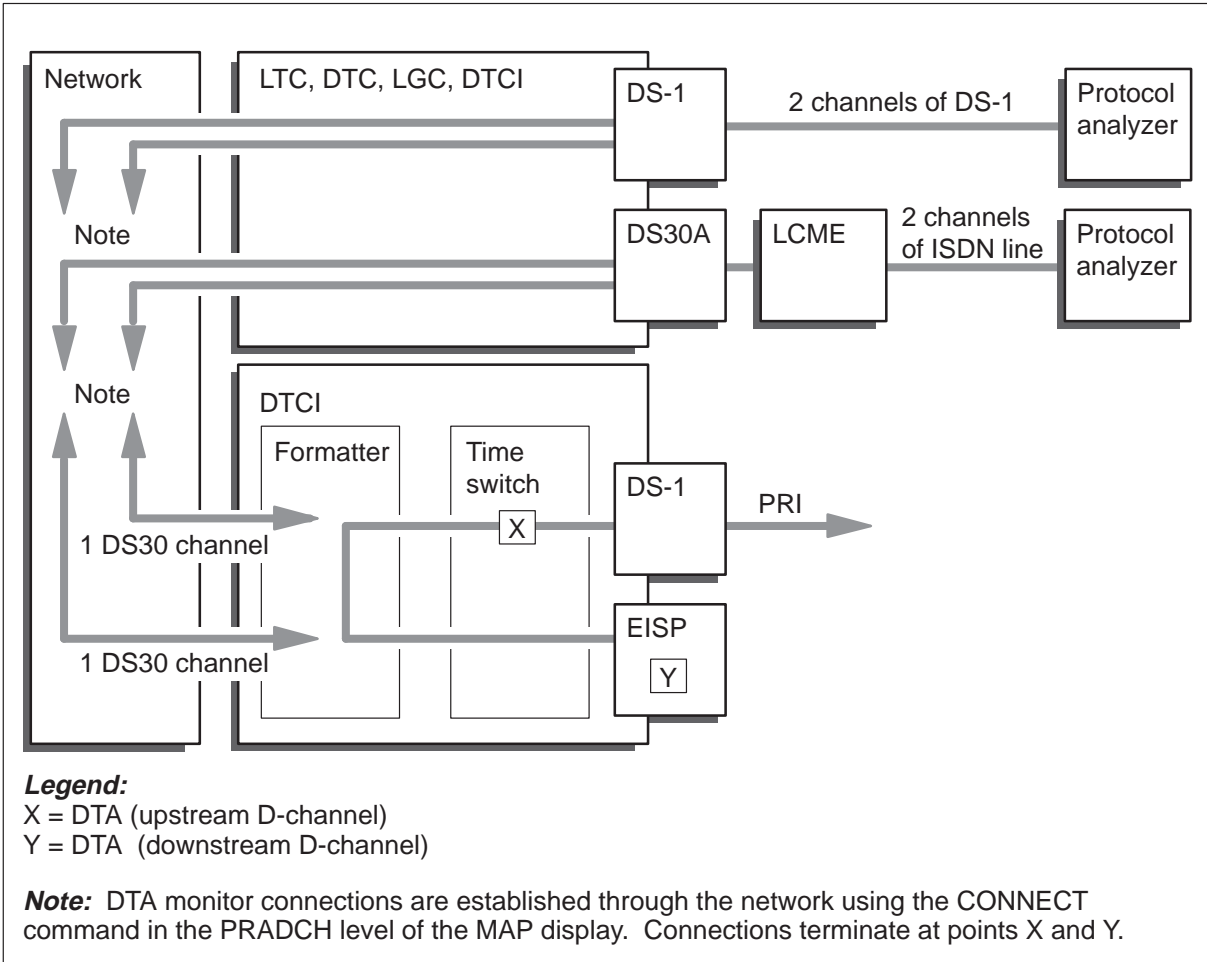 Network
LTC, DTC, LGC, DTCI
DS-1
2 channels of DS-1
Protocol
analyzer
Note
DS30A
LCME
2 channels
of ISDN line
Protocol
analyzer
Note
DTCI
Formatter
Time
switch
X
DS-1
PRI
1 DS30 channel
EISP
Y
1 DS30 channel
Legend:
X = DTA (upstream D-channel)
Y = DTA (downstream D-channel)
Note: DTA monitor connections are established through the network using the CONNECT
command in the PRADCH level of the MAP display. Connections terminate at points X and Y.